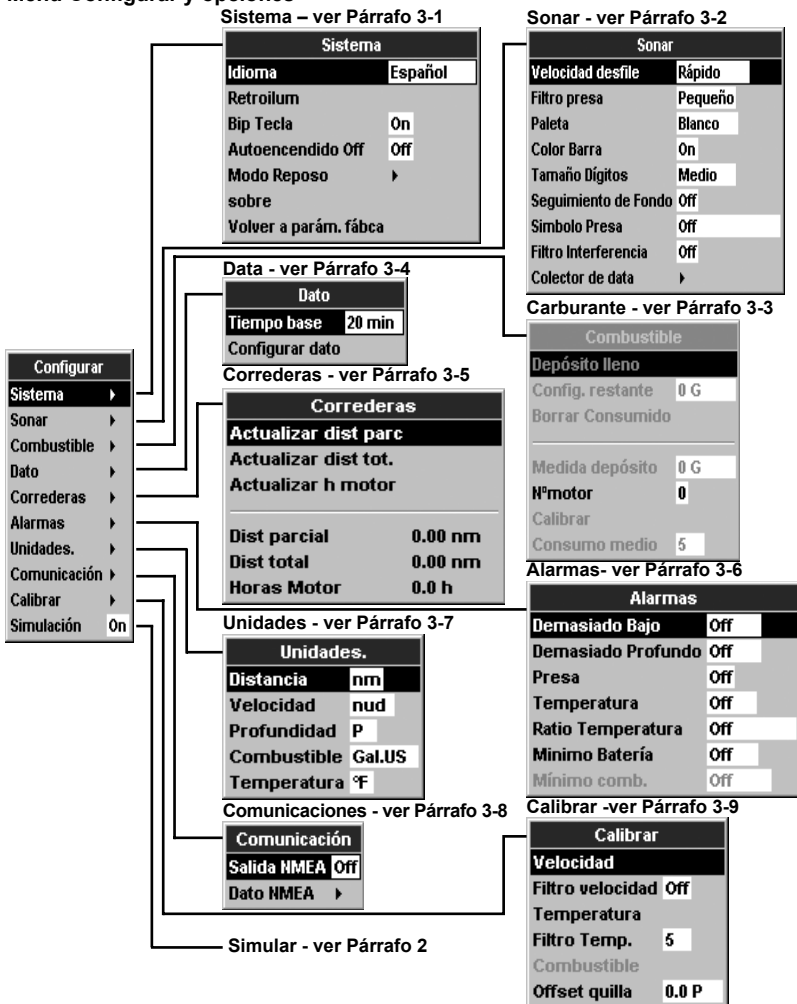 Sistema – ver Párrafo 3-1
Sistema
Idioma Español
Retroilum
Bip Tecla On
Autoencendido Off Off
Modo Reposo
sobre
Volver a parám. fábca
Sonar - ver Párrafo 3-2
Sonar
Velocidad desfile Rápido
Filtro presa Pequeño
Paleta Blanco
Color Barra On
Tamaño Dígitos Medio
Seguimiento de Fondo Off
Simbolo Presa Off
Filtro Interferencia Off
Colector de data
Data - ver Párrafo 3-4
Dato
Tiempo base 20 min
Configurar dato
Carburante - ver Párrafo 3-3
Combustible
Depósito lleno
Config. restante 0 G
Borrar Consumido
Medida depósito 0 G
Nºmotor 0
Calibrar
Consumo medio 5
Configurar
Sistema
Sonar
Combustible
Dato
Correderas
Alarmas
Unidades.
Comunicación
Calibrar
Simulación On
Correderas - ver Párrafo 3-5
Correderas
Actualizar dist parc
Actualizar dist tot.
Actualizar h motor
Dist parcial 0.00 nm
Dist total 0.00 nm
Horas Motor 0.0 h
Alarmas- ver Párrafo 3-6
Alarmas
Demasiado Bajo Off
Demasiado Profundo Off
Presa Off
Temperatura Off
Ratio Temperatura Off
Minimo Batería Off
Mínimo comb. Off
Unidades - ver Párrafo 3-7
Unidades.
Distancia nm
Velocidad nud
Profundidad P
Combustible Gal.US
Temperatura °F
Comunicaciones - ver Párrafo 3-8
Comunicación
Salida NMEA Off
Dato NMEA
Calibrar -ver Párrafo 3-9
Calibrar
Velocidad
Filtro velocidad Off
Temperatura
Filtro Temp. 5
Combustible
Offset quilla 0.0 P
Simular - ver Párrafo 2